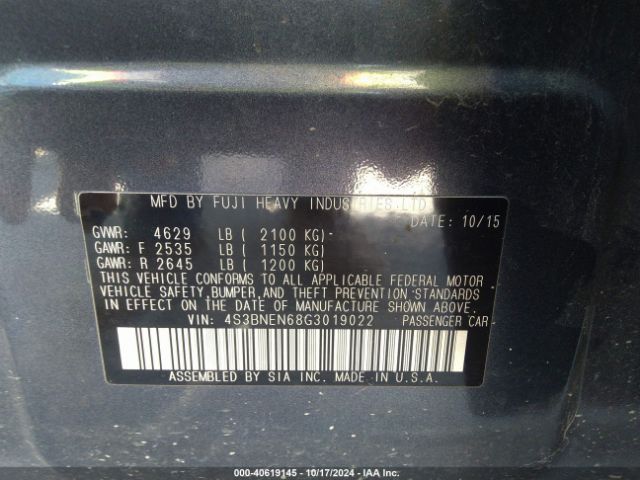 MFD BY FUJI HEAVY INDUSTRIES.LTD.
DATE: 10/15
GVWR: 4629 LB ( 2100 KG)
GAWR: F 2535 LB ( 1150 KG)
GAWR: R 2645 LB ( 1200 KG)
THIS VEHICLE CONFORMS TO ALL APPLICABLE FEDERAL MOTOR
VEHICLE SAFETY,BUMPER,AND THEFT PREVENTION STANDARDS
IN EFFECT ON THE DATE OF MANUFACTURE SHOWN ABOVE.
VIN: 4S3BNEN68G3019022 PASSENGER CAR
ASSEMBLED BY SIA INC. MADE IN U.S.A.
000-40619145 - 10/17/2024 - IAA Inc.